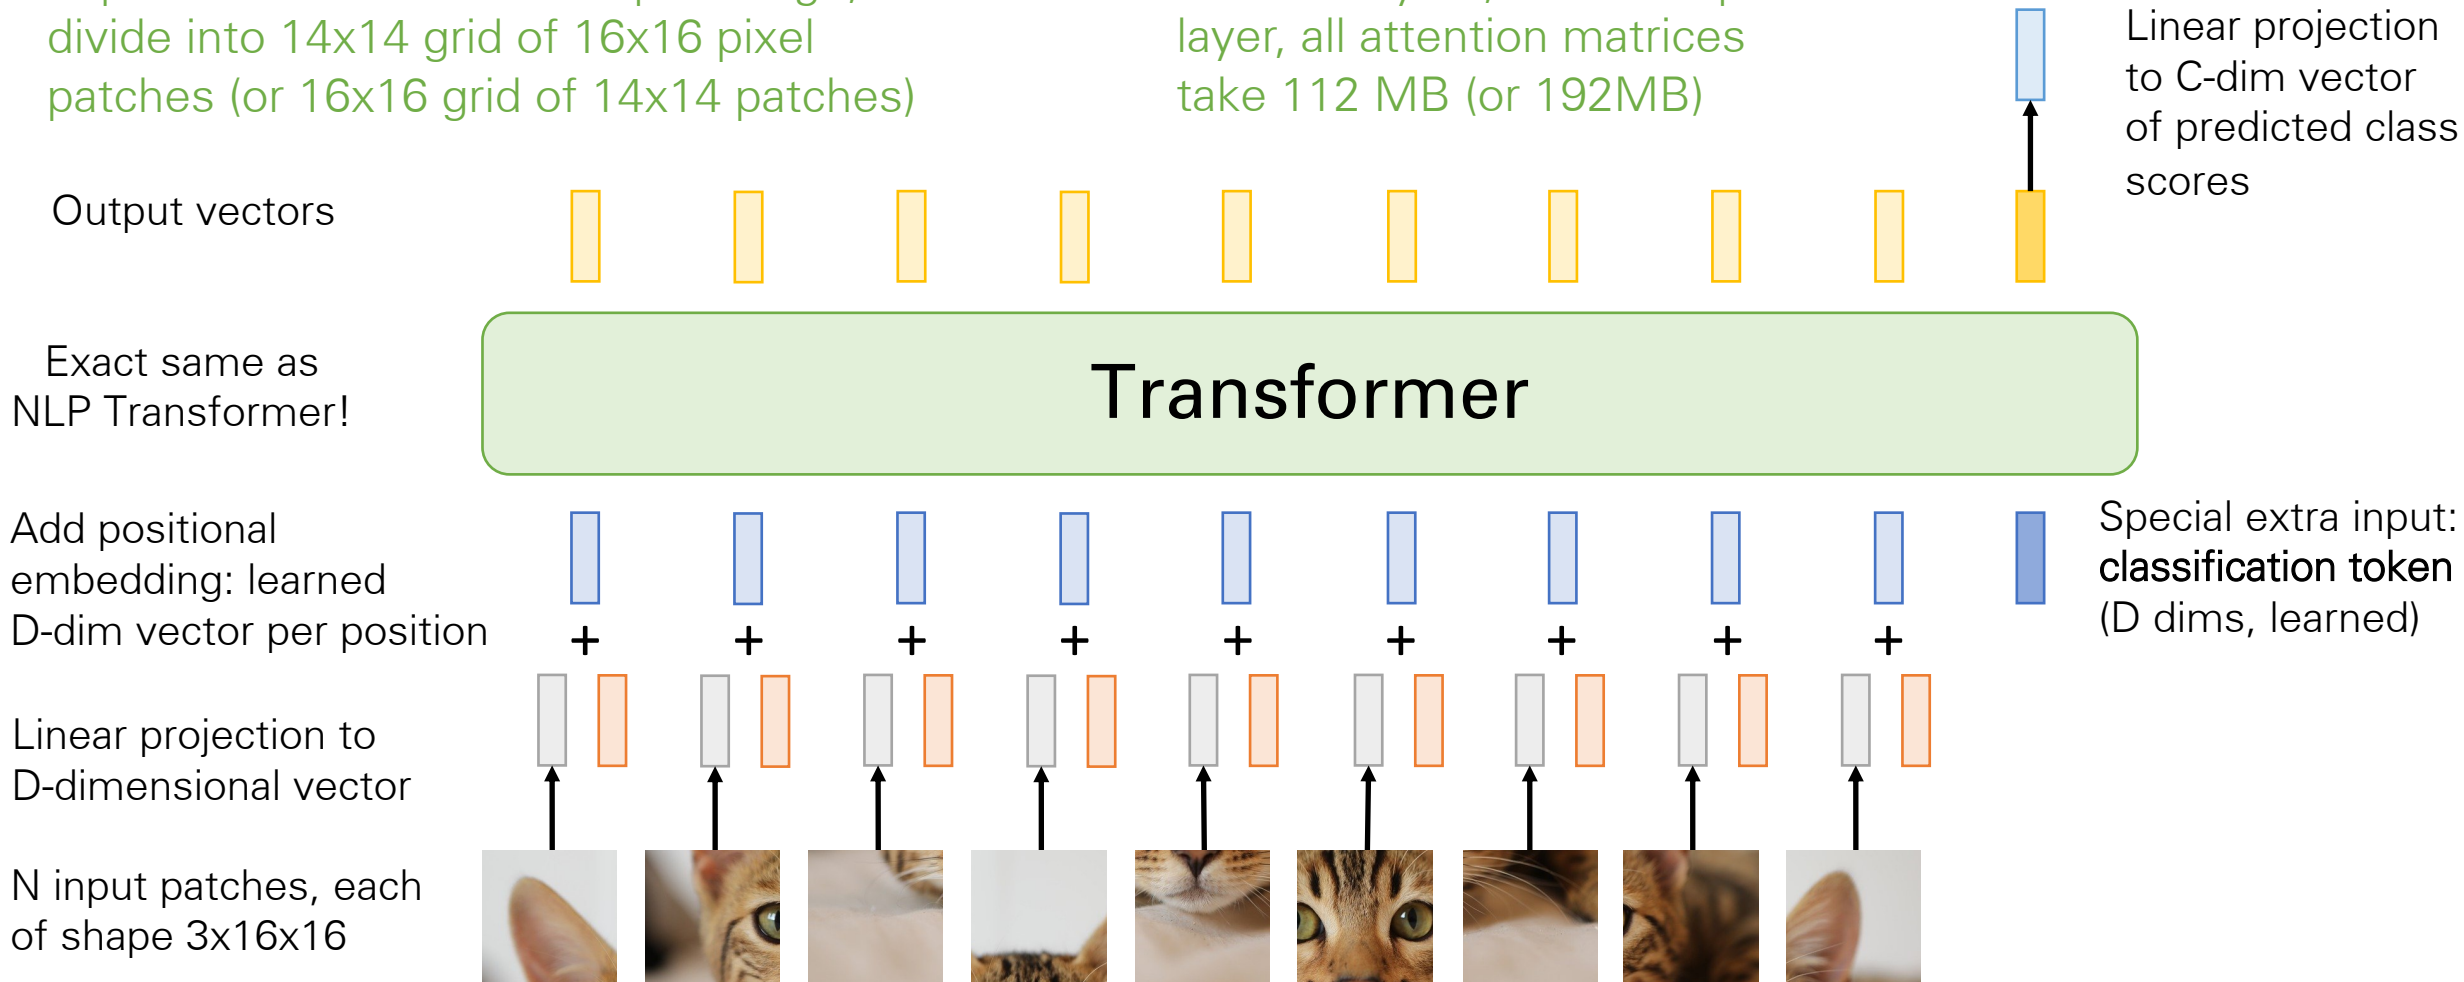 divide into 14x14 grid of 16x16 pixel
patches (or 16x16 grid of 14x14 patches)
layer, all attention matrices
take 112 MB (or 192MB)
Linear projection
to C-dim vector
of predicted class
scores
Output vectors
Exact same as
NLP Transformer!
Transformer
Add positional
embedding: learned
D-dim vector per position
+ + + + + + + + +
Special extra input:
classification token
(D dims, learned)
Linear projection to
D-dimensional vector
N input patches, each
of shape 3x16x16